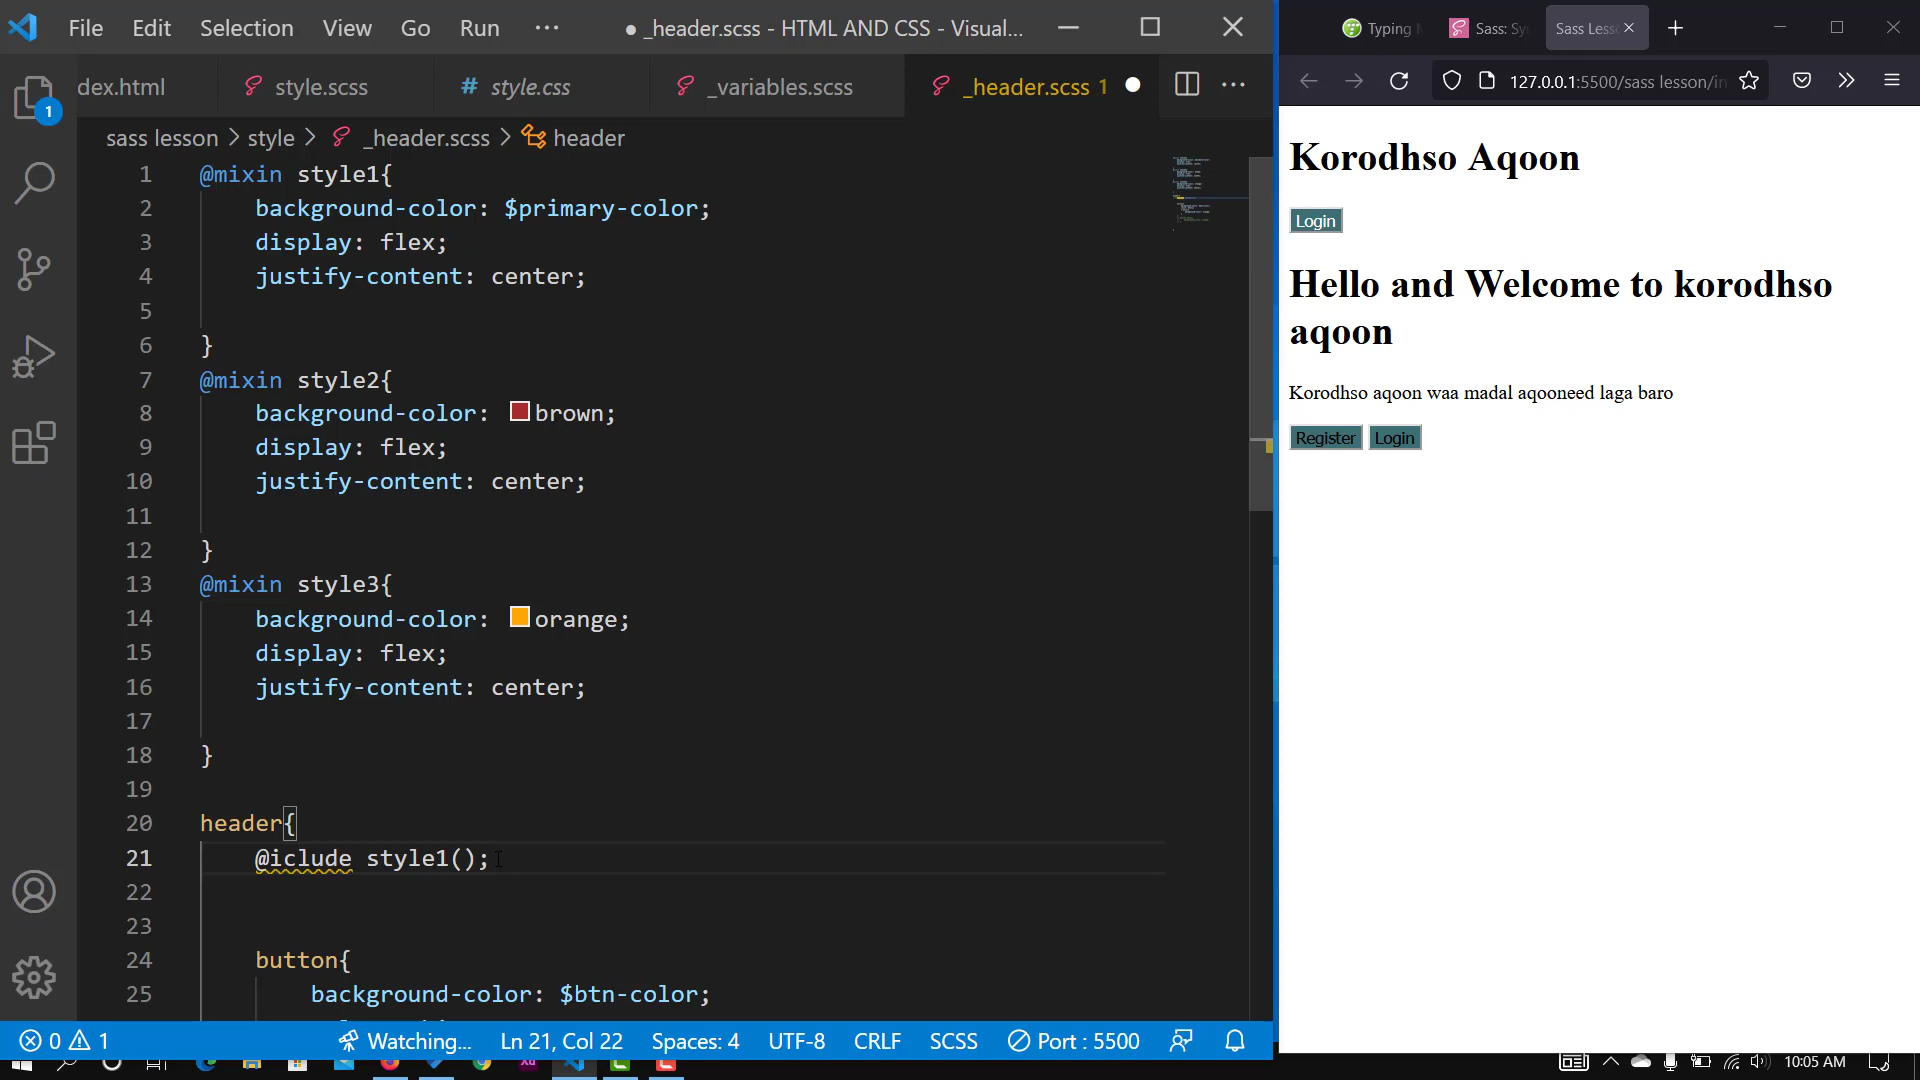 File Edit Selection View Go Run ··· ● _header.scss - HTML AND CSS - Visual...
dex.html style.scss # style.css _variables.scss _header.scss 1 ● ···
sass lesson > style > _header.scss > header
1 @mixin style1{
2 background-color: $primary-color;
3 display: flex;
4 justify-content: center;
5
6 }
7 @mixin style2{
8 background-color: brown;
9 display: flex;
10 justify-content: center;
11
12 }
13 @mixin style3{
14 background-color: orange;
15 display: flex;
16 justify-content: center;
17
18 }
19
20 header{
21 @iclude style1();
22
23
24 button{
25 background-color: $btn-color;
1
0 1 Watching... Ln 21, Col 22 Spaces: 4 UTF-8 CRLF SCSS Port : 5500
Typing Sass: Sy Sass Less
127.0.0.1:5500/sass lesson/in
Korodhso Aqoon
Login
Hello and Welcome to korodhso
aqoon
Korodhso aqoon waa madal aqooneed laga baro
Register Login
Xd 10:05 AM